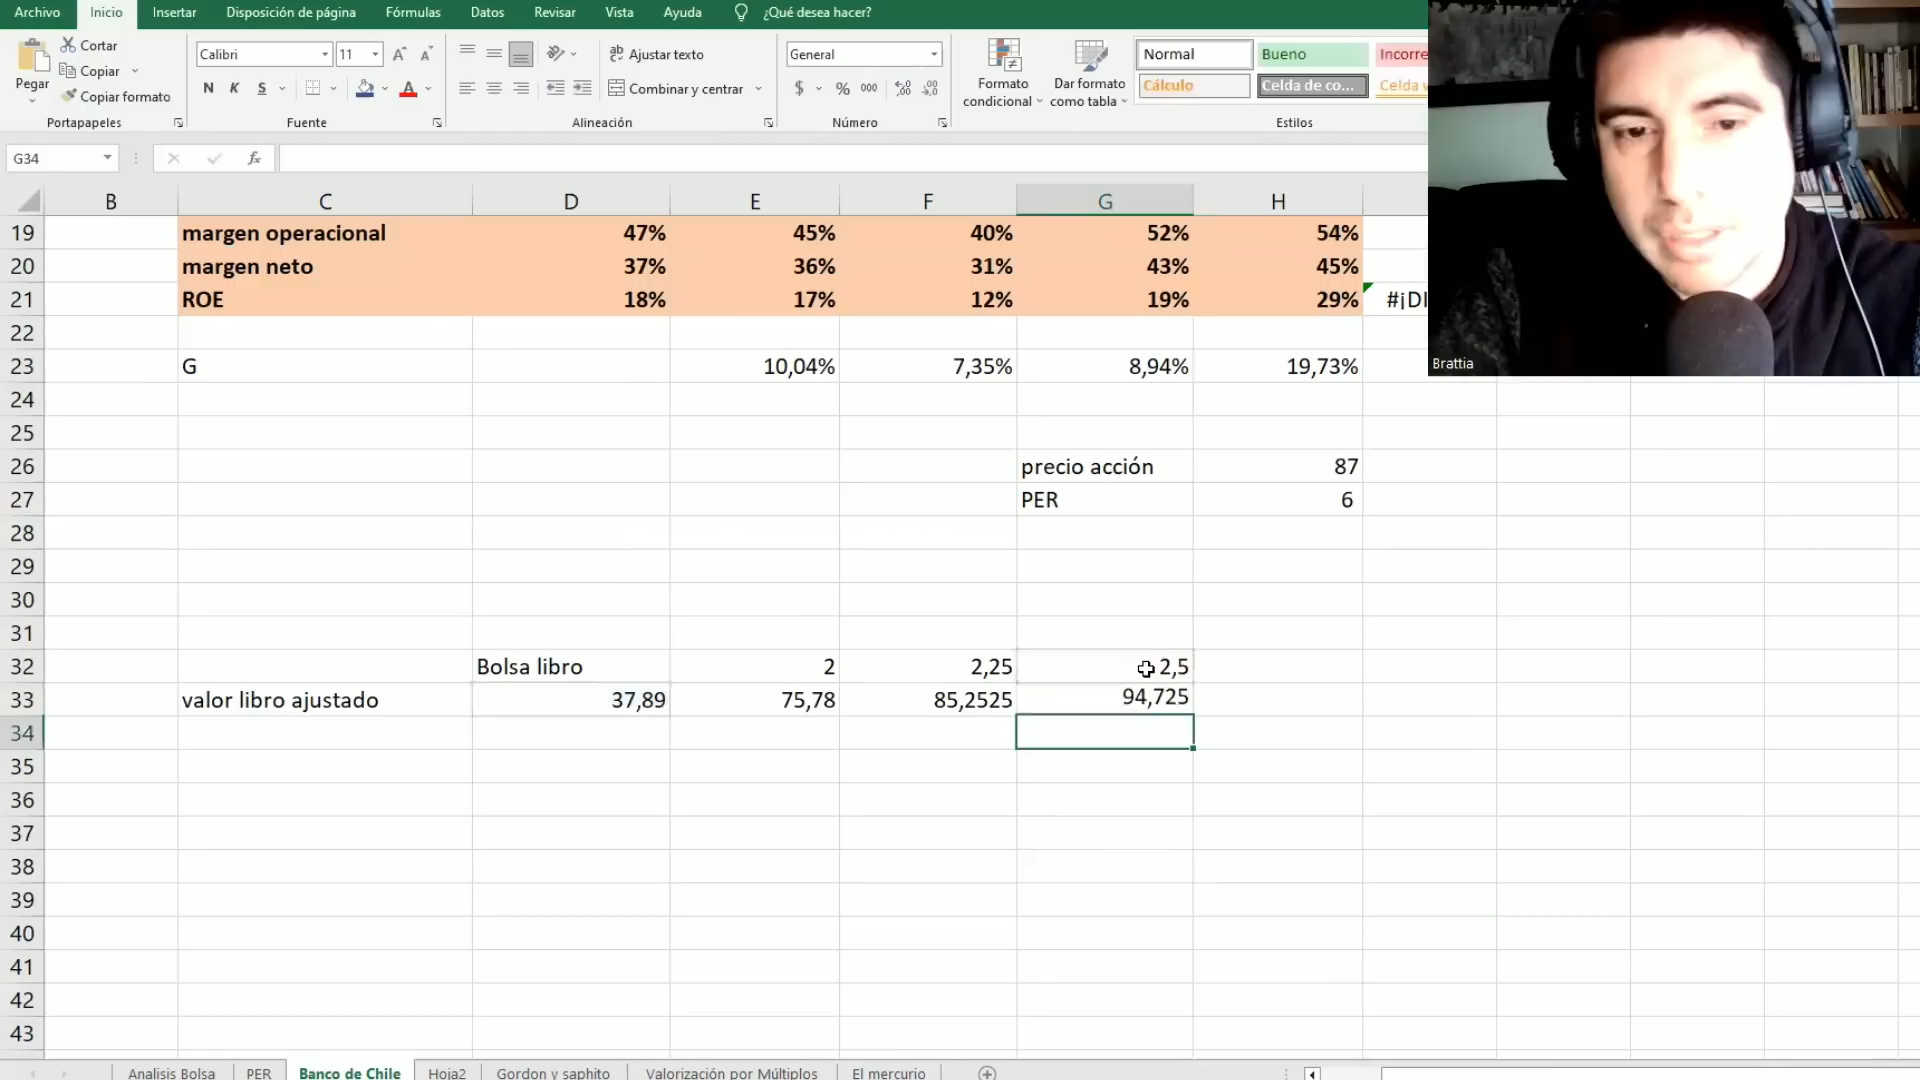 Archivo Inicio Insertar Disposición de página Fórmulas Datos Revisar Vista Ayuda ¿Qué desea hacer?
Pegar
Cortar
Copiar
Copiar formato
Portapapeles
Calibri 11
N K S
Fuente
Ajustar texto
Combinar y centrar
Alineación
General
$ % 000
Número
Formato condicional
Dar formato como tabla
Normal Bueno Incorre
Cálculo Celda de co...
Estilos
G34 fx
B C D E F G H
19 margen operacional 47% 45% 40% 52% 54%
20 margen neto 37% 36% 31% 43% 45%
21 ROE 18% 17% 12% 19% 29% #¡DI
22
23 G 10,04% 7,35% 8,94% 19,73%
24
25
26 precio acción 87
27 PER 6
28
29
30
31
32 Bolsa libro 2 2,25 2,5
33 valor libro ajustado 37,89 75,78 85,2525 94,725
34
35
36
37
38
39
40
41
42
43
Brattia
Analisis Bolsa PER Banco de Chile Hoja2 Gordon y saphito Valorización por Múltiplos El mercurio